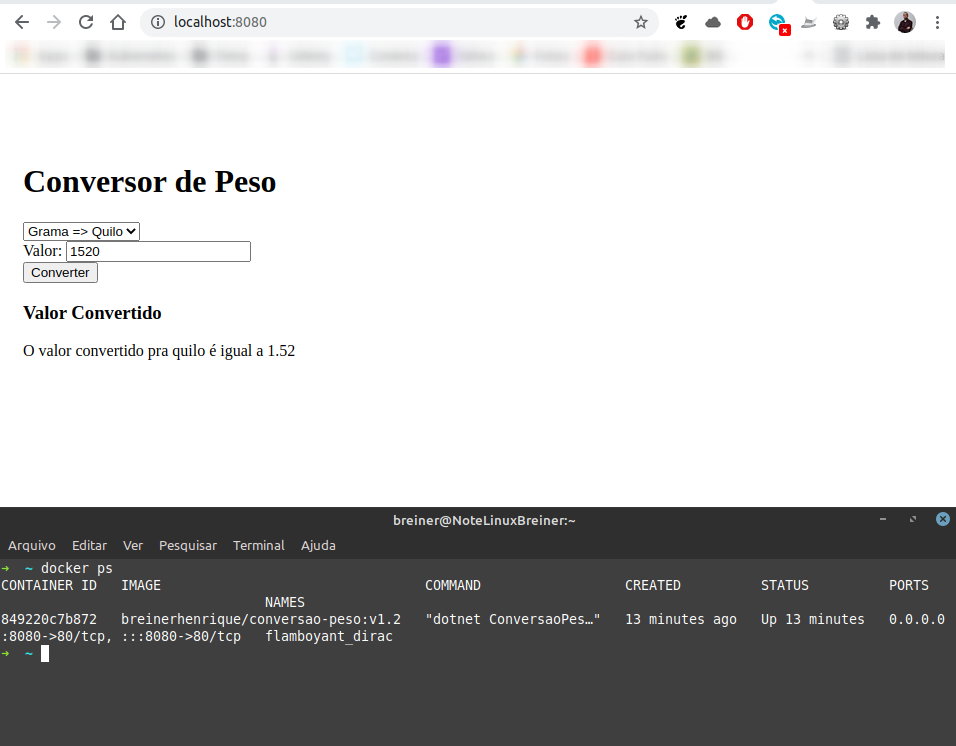 localhost:8080
Conversor de Peso
Grama => Quilo
Valor: 1520
Converter
Valor Convertido
O valor convertido pra quilo é igual a 1.52
breiner@NoteLinuxBreiner:~
Arquivo Editar Ver Pesquisar Terminal Ajuda
→ ~ docker ps
CONTAINER ID IMAGE COMMAND CREATED STATUS PORTS
NAMES
849220c7b872 breinerhenrique/conversao-peso:v1.2 "dotnet ConversaoPes…" 13 minutes ago Up 13 minutes 0.0.0.0
:8080->80/tcp, :::8080->80/tcp flamboyant_dirac
→ ~